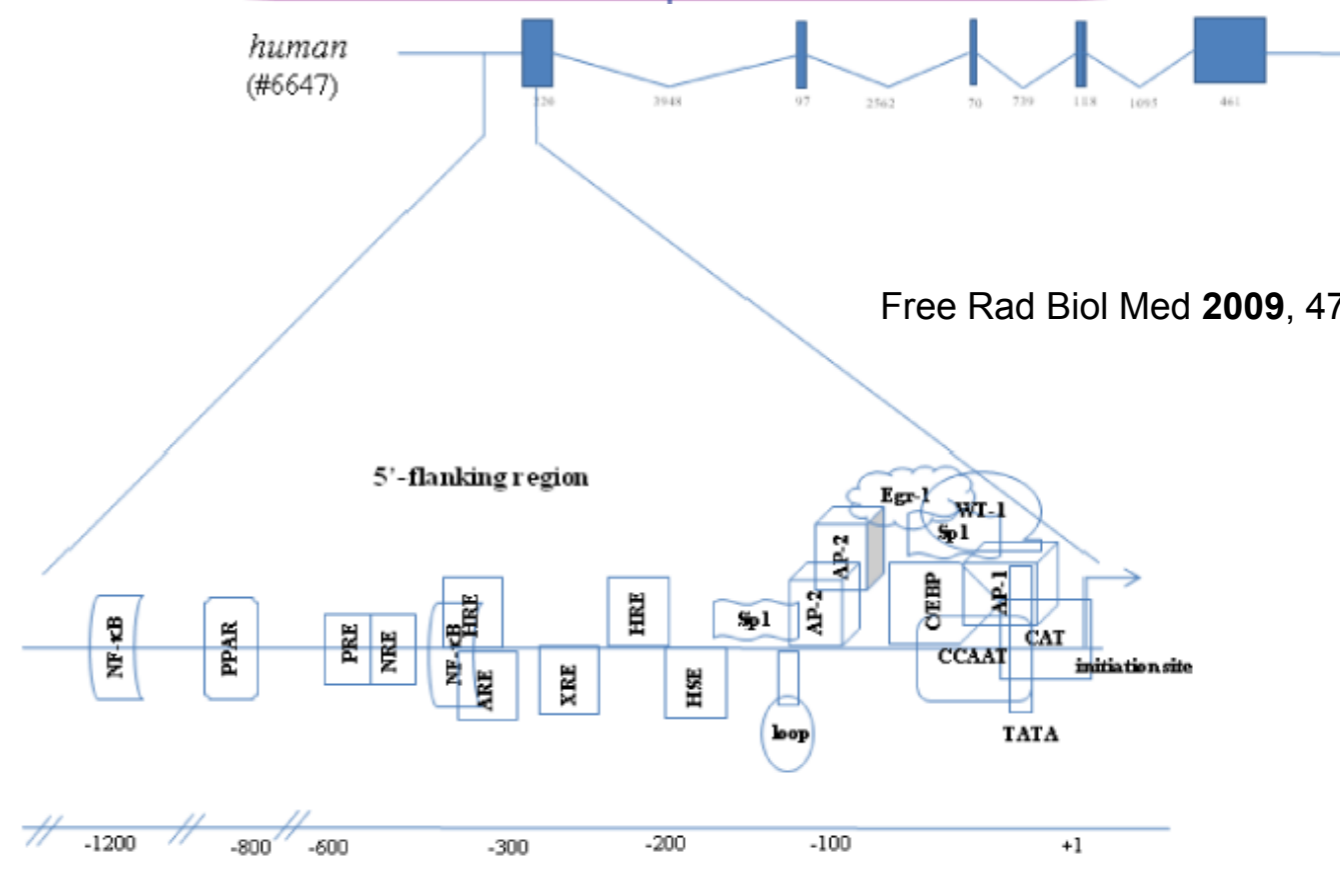 human
(#6647)
220 3948 97 2562 70 739 118 1095 461
Free Rad Biol Med 2009, 47
5'-flanking region
Egr-1
WT-1
Sp1
AP-2
NF-κB
PPAR
PRE
NRE
NF-κB
HRE
ARE
XRE
HRE
HSE
Sp1
AP-2
C/EBP
AP-1
CCAAT
CAT
initiation site
loop
TATA
-1200 -800 -600 -300 -200 -100 +1